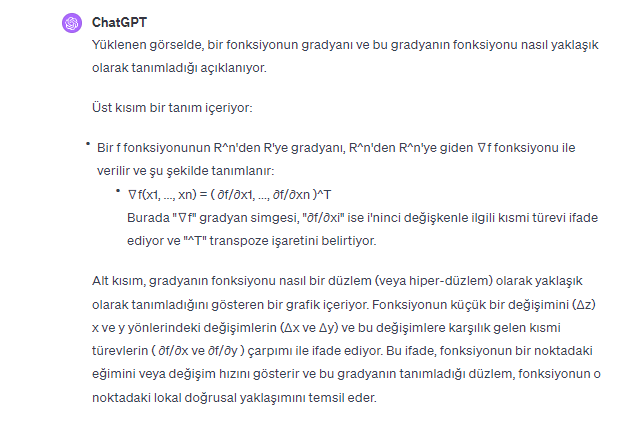 ChatGPT
Yüklenen görselde, bir fonksiyonun gradyanı ve bu gradyanın fonksiyonu nasıl yaklaşık
olarak tanımladığı açıklanıyor.
Üst kısım bir tanım içeriyor:
• Bir f fonksiyonunun R^n'den R'ye gradyanı, R^n'den R^n'ye giden ∇f fonksiyonu ile
verilir ve şu şekilde tanımlanır:
• ∇f(x1, ..., xn) = ( ∂f/∂x1, ..., ∂f/∂xn )^T
Burada "∇f" gradyan simgesi, "∂f/∂xi" ise i'ninci değişkenle ilgili kısmi türevi ifade
ediyor ve "^T" transpoze işaretini belirtiyor.
Alt kısım, gradyanın fonksiyonu nasıl bir düzlem (veya hiper-düzlem) olarak yaklaşık
olarak tanımladığını gösteren bir grafik içeriyor. Fonksiyonun küçük bir değişimini (Δz)
x ve y yönlerindeki değişimlerin (Δx ve Δy) ve bu değişimlere karşılık gelen kısmi
türevlerin ( ∂f/∂x ve ∂f/∂y ) çarpımı ile ifade ediyor. Bu ifade, fonksiyonun bir noktadaki
eğimini veya değişim hızını gösterir ve bu gradyanın tanımladığı düzlem, fonksiyonun o
noktadaki lokal doğrusal yaklaşımını temsil eder.